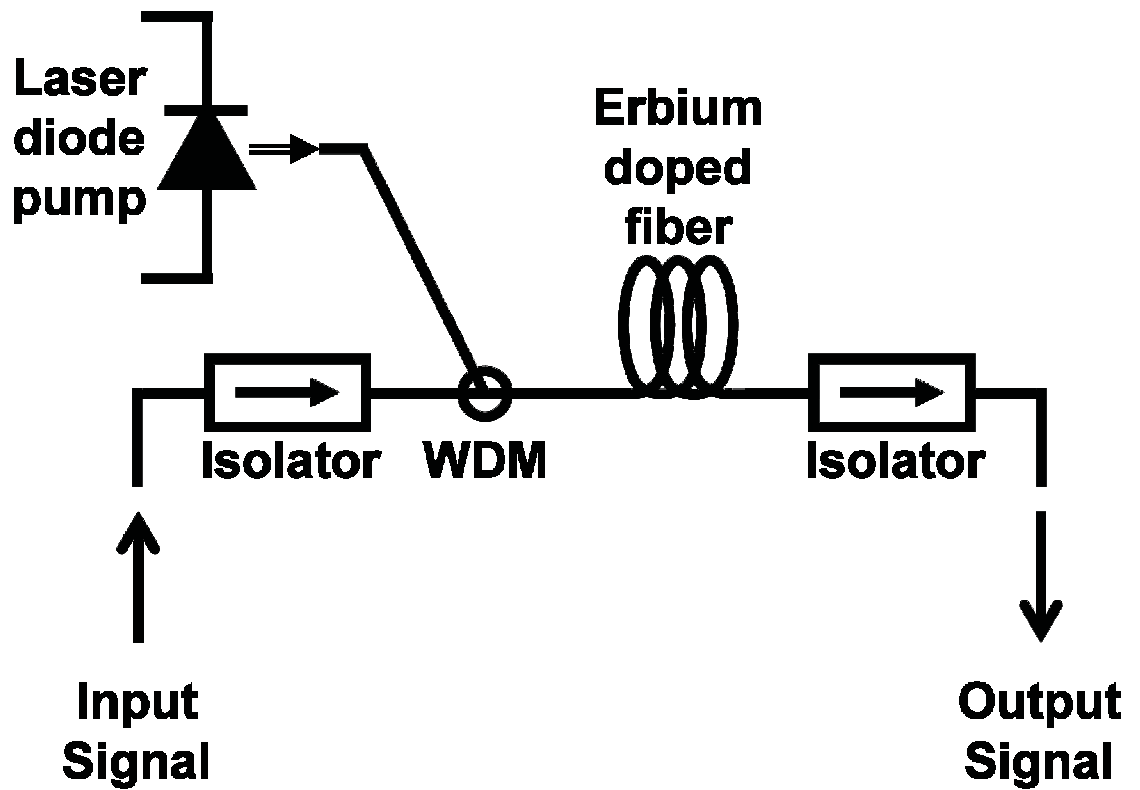 Laser
diode
pump
Erbium
doped
fiber
Isolator
WDM
Isolator
Input
Signal
Output
Signal